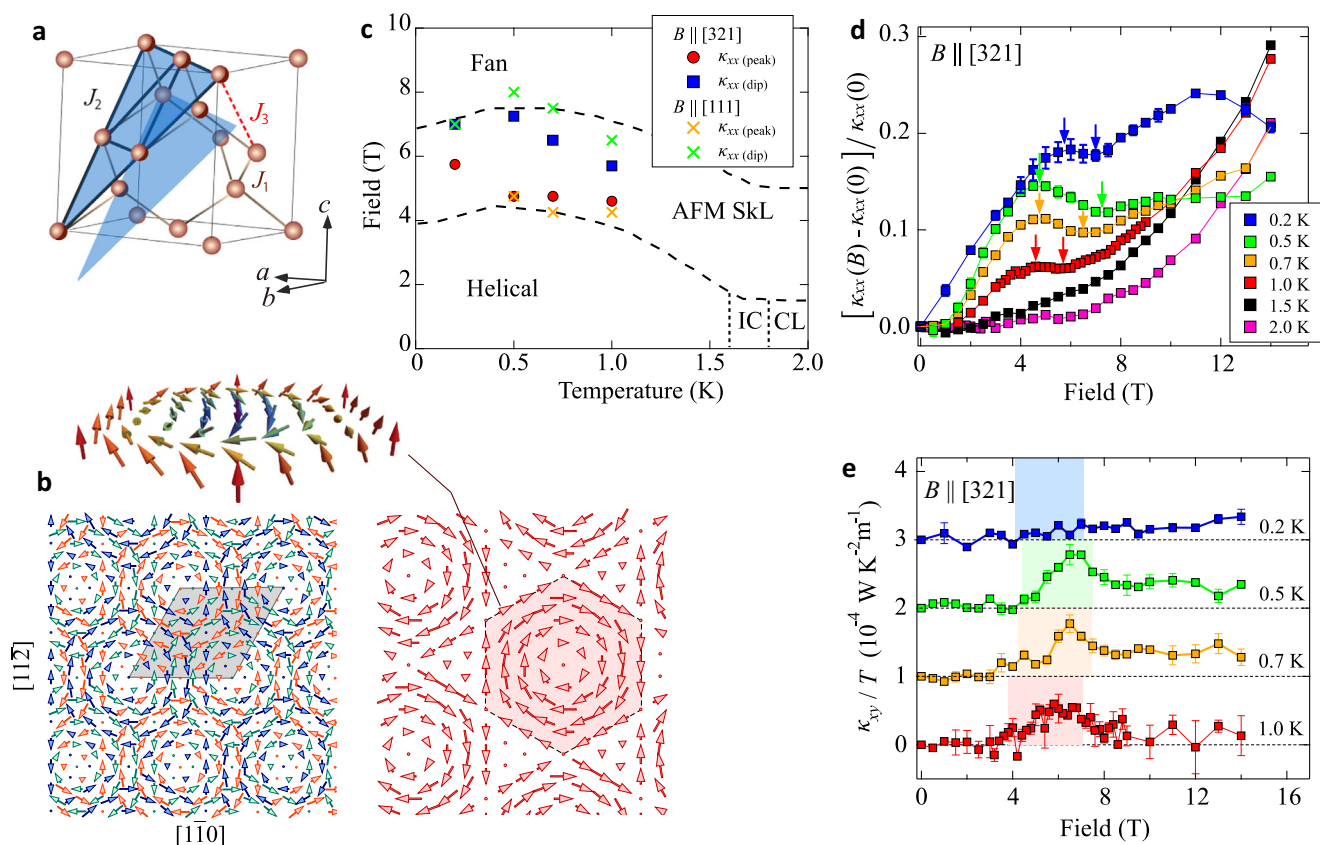 a
J₂
J₃
J₁
c
a
b
c
10
8
6
4
2
0
Field (T)
Fan
B || [321]
κxx (peak)
κxx (dip)
B || [111]
κxx (peak)
κxx (dip)
AFM SkL
Helical
IC
CL
0
0.5
1.0
2.0
Temperature (K)
d
B || [321]
0.3
0.2
0.1
0.0
[κxx(B) - κxx(0)] / κxx(0)
0.2 K
0.5 K
0.7 K
1.0 K
1.5 K
2.0 K
0
4
8
12
Field (T)
b
[112̅]
[11̅0]
e
B || [321]
4
3
2
1
0
κxy / T (10⁻⁴ W K⁻²m⁻¹)
0.2 K
0.5 K
0.7 K
1.0 K
0
4
8
12
16
Field (T)